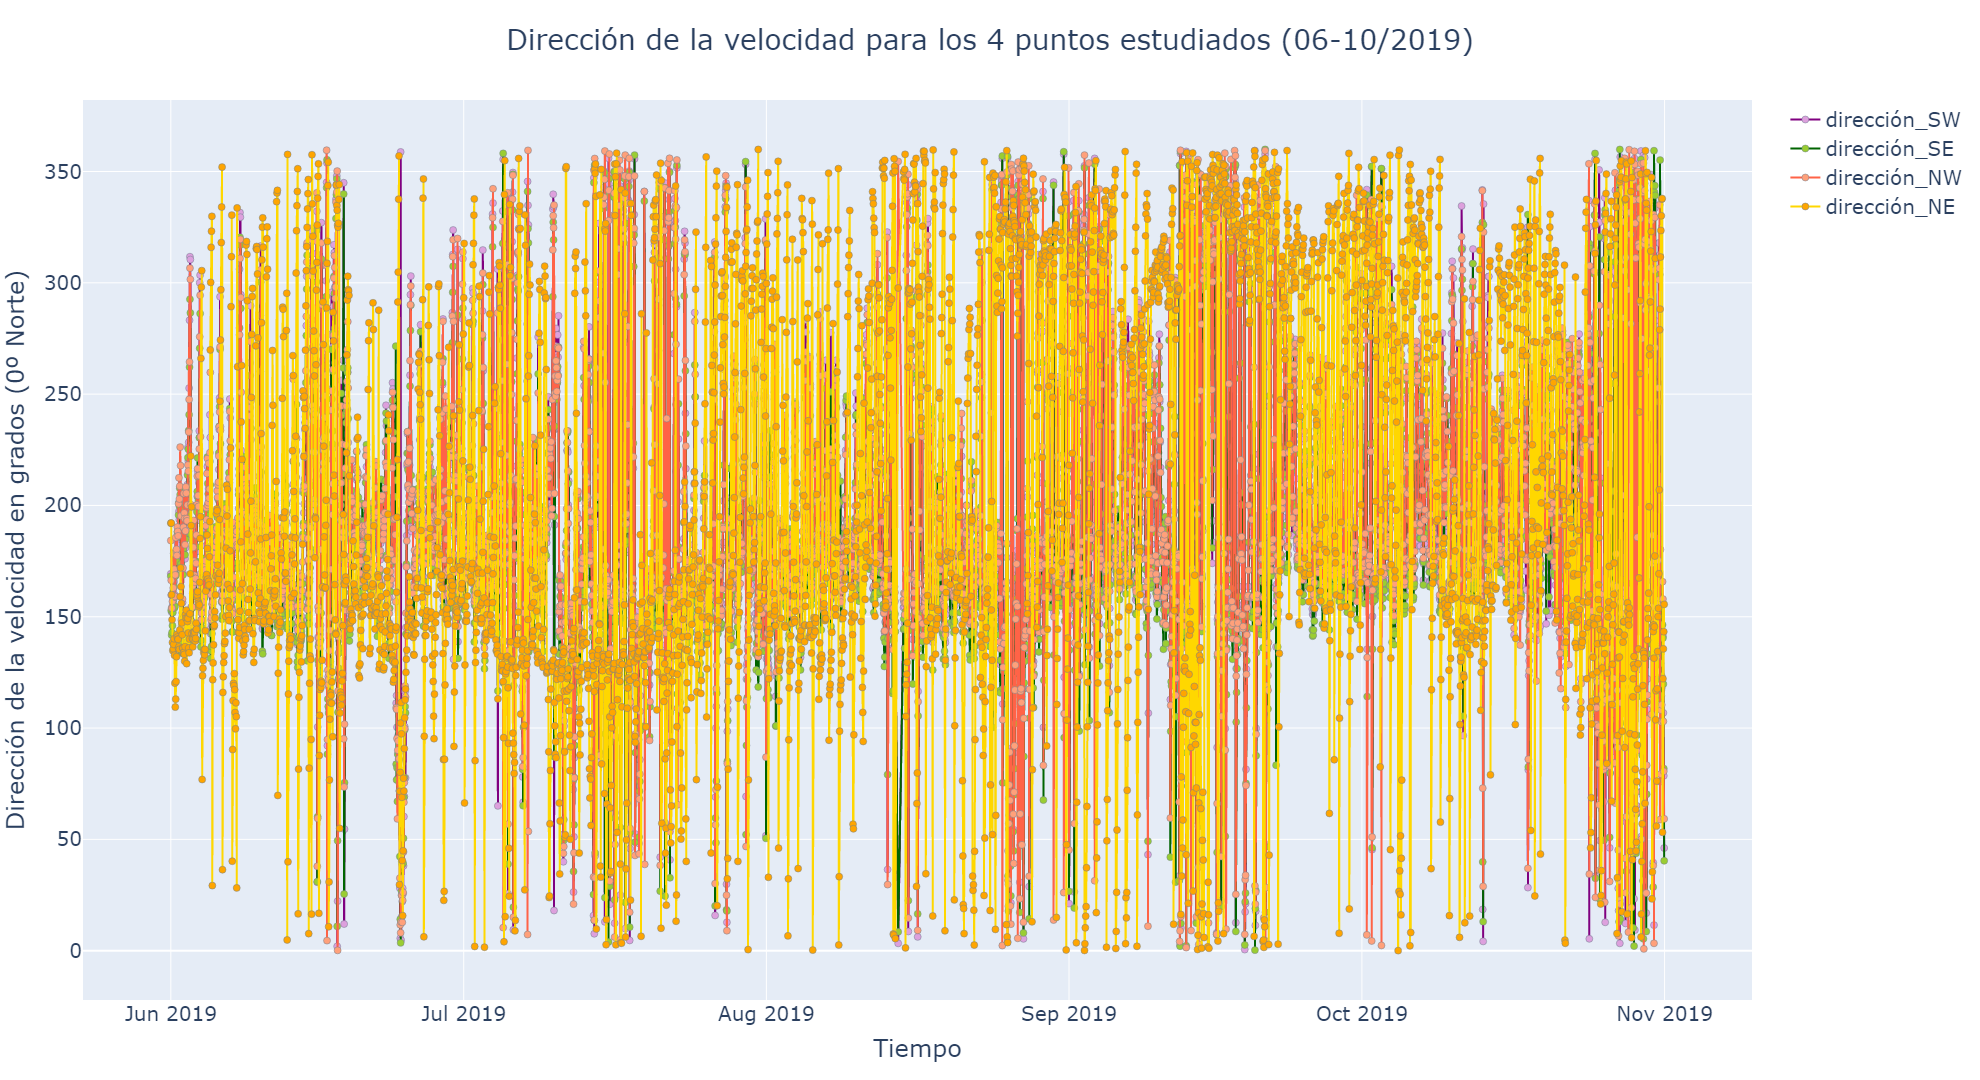 Dirección de la velocidad para los 4 puntos estudiados (06-10/2019)
dirección_SW
dirección_SE
dirección_NW
dirección_NE
Dirección de la velocidad en grados (0º Norte)
350
300
250
200
150
100
50
0
Jun 2019
Jul 2019
Aug 2019
Sep 2019
Oct 2019
Nov 2019
Tiempo